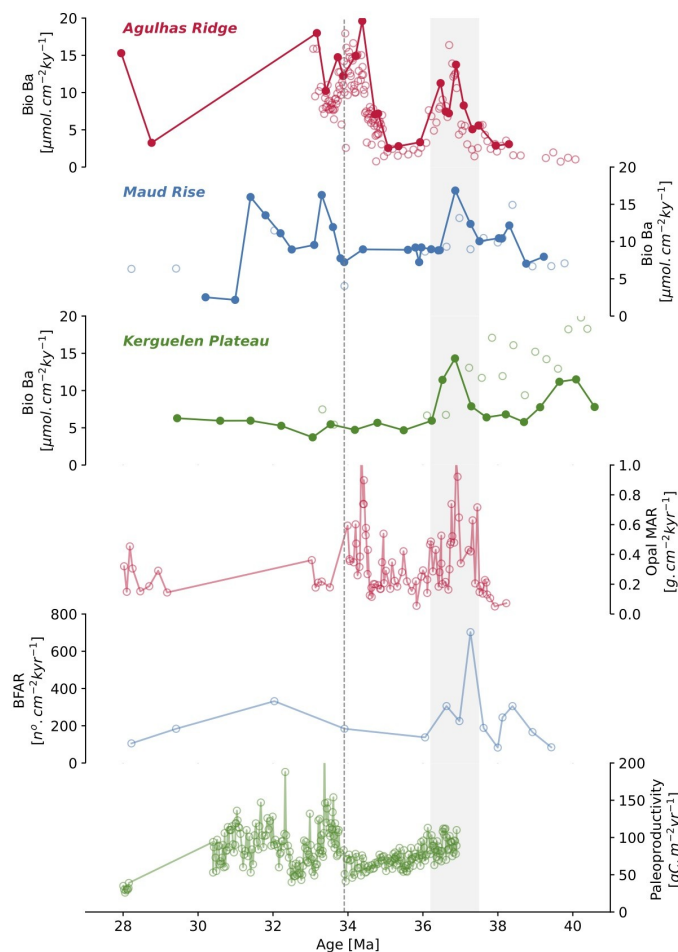 Agulhas Ridge
Bio Ba
[μmol.cm⁻²ky⁻¹]
20
15
10
5
0
Maud Rise
20
15
10
5
0
Bio Ba
[μmol.cm⁻²ky⁻¹]
Kerguelen Plateau
Bio Ba
[μmol.cm⁻²ky⁻¹]
20
15
10
5
0
1.0
0.8
0.6
0.4
0.2
0.0
Opal MAR
[g.cm⁻²kyr⁻¹]
BFAR
[nᵒ.cm⁻²kyr⁻¹]
800
600
400
200
0
200
150
100
50
0
Paleoproductivity
[gC.m⁻²yr⁻¹]
28 30 32 34 36 38 40
Age [Ma]